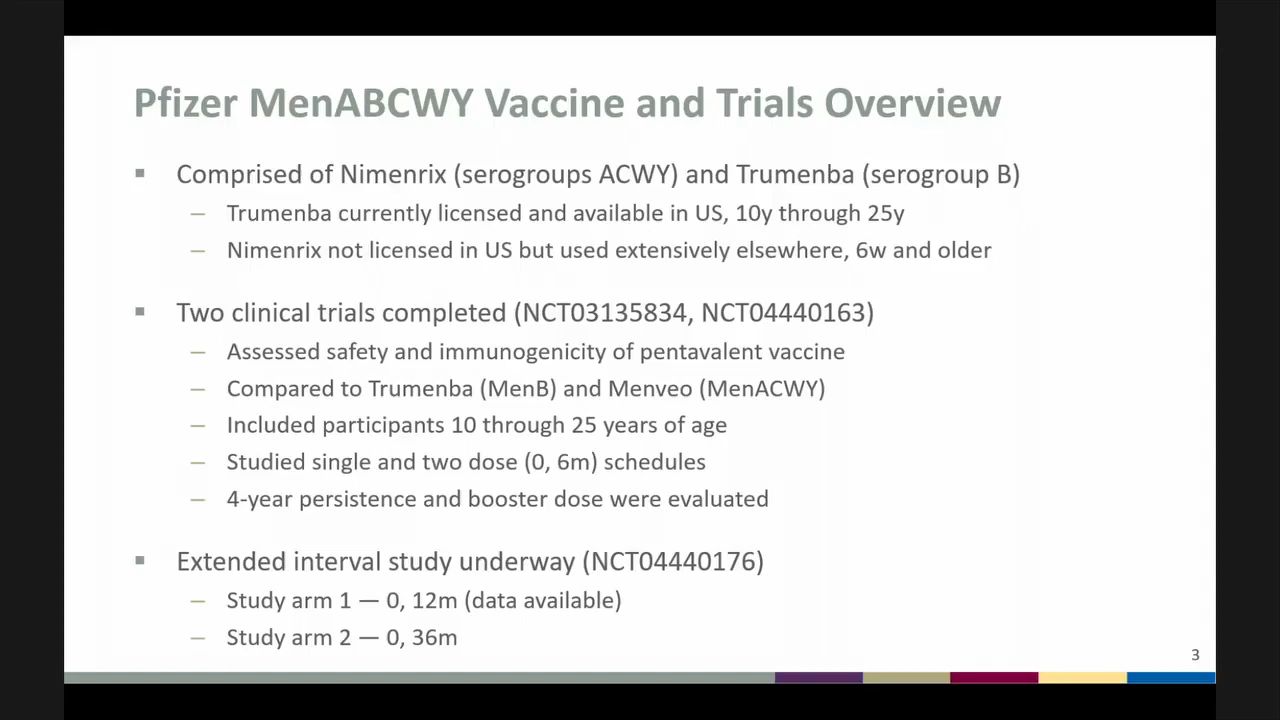 Pfizer MenABCWY Vaccine and Trials Overview
▪ Comprised of Nimenrix (serogroups ACWY) and Trumenba (serogroup B)
– Trumenba currently licensed and available in US, 10y through 25y
– Nimenrix not licensed in US but used extensively elsewhere, 6w and older
▪ Two clinical trials completed (NCT03135834, NCT04440163)
– Assessed safety and immunogenicity of pentavalent vaccine
– Compared to Trumenba (MenB) and Menveo (MenACWY)
– Included participants 10 through 25 years of age
– Studied single and two dose (0, 6m) schedules
– 4-year persistence and booster dose were evaluated
▪ Extended interval study underway (NCT04440176)
– Study arm 1 — 0, 12m (data available)
– Study arm 2 — 0, 36m
3